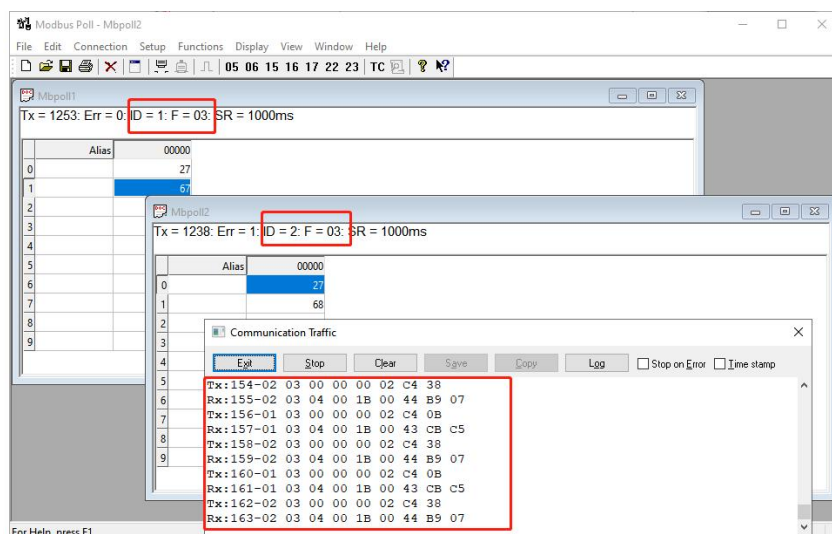 Modbus Poll - Mbpoll2
File Edit Connection Setup Functions Display View Window Help
05 06 15 16 17 22 23 TC
Mbpoll1
Tx = 1253: Err = 0: ID = 1: F = 03: SR = 1000ms
Alias 00000
0 27
1 67
2
3
4
5
6
7
8
9
Mbpoll2
Tx = 1238: Err = 1: ID = 2: F = 03: SR = 1000ms
Alias 00000
0 27
1 68
2
3
4
5
6
7
8
9
Communication Traffic
Exit Stop Clear Save Copy Log Stop on Error Time stamp
Tx:154-02 03 00 00 00 02 C4 38
Rx:155-02 03 04 00 1B 00 44 B9 07
Tx:156-01 03 00 00 00 02 C4 0B
Rx:157-01 03 04 00 1B 00 43 CB C5
Tx:158-02 03 00 00 00 02 C4 38
Rx:159-02 03 04 00 1B 00 44 B9 07
Tx:160-01 03 00 00 00 02 C4 0B
Rx:161-01 03 04 00 1B 00 43 CB C5
Tx:162-02 03 00 00 00 02 C4 38
Rx:163-02 03 04 00 1B 00 44 B9 07
For Help, press F1